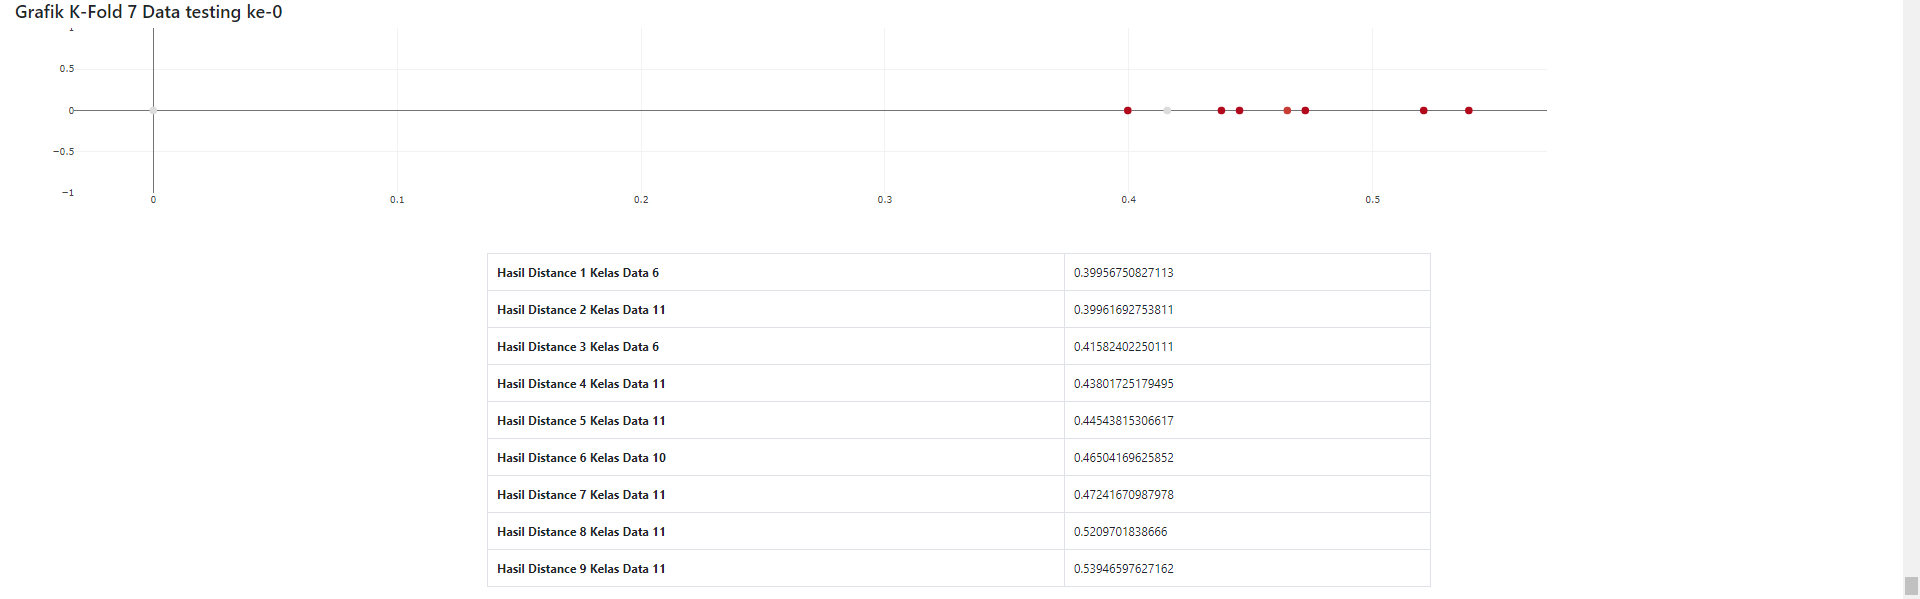 Grafik K-Fold 7 Data testing ke-0
1
0.5
0
−0.5
−1
0 0.1 0.2 0.3 0.4 0.5
Hasil Distance 1 Kelas Data 6 0.39956750827113
Hasil Distance 2 Kelas Data 11 0.39961692753811
Hasil Distance 3 Kelas Data 6 0.41582402250111
Hasil Distance 4 Kelas Data 11 0.43801725179495
Hasil Distance 5 Kelas Data 11 0.44543815306617
Hasil Distance 6 Kelas Data 10 0.46504169625852
Hasil Distance 7 Kelas Data 11 0.47241670987978
Hasil Distance 8 Kelas Data 11 0.5209701838666
Hasil Distance 9 Kelas Data 11 0.53946597627162